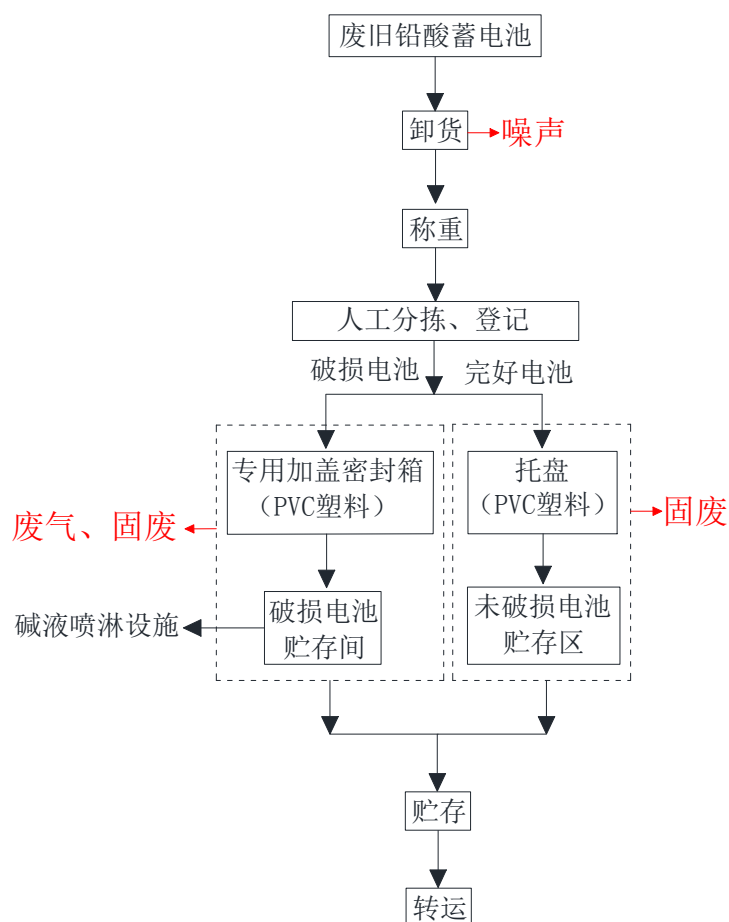 废旧铅酸蓄电池
卸货
噪声
称重
人工分拣、登记
破损电池
完好电池
专用加盖密封箱
（PVC塑料）
托盘
（PVC塑料）
废气、固废
固废
碱液喷淋设施
破损电池
贮存间
未破损电池
贮存区
贮存
转运